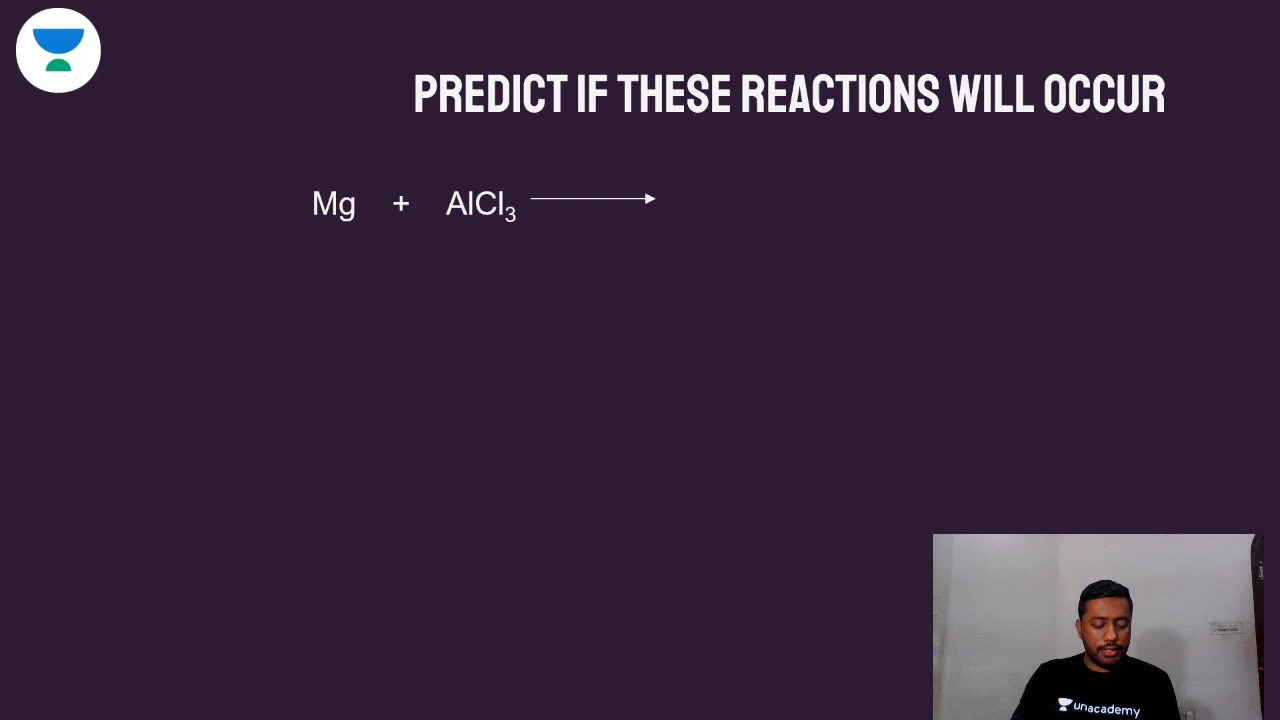 PREDICT IF THESE REACTIONS WILL OCCUR
Mg + AlCl₃
unacademy